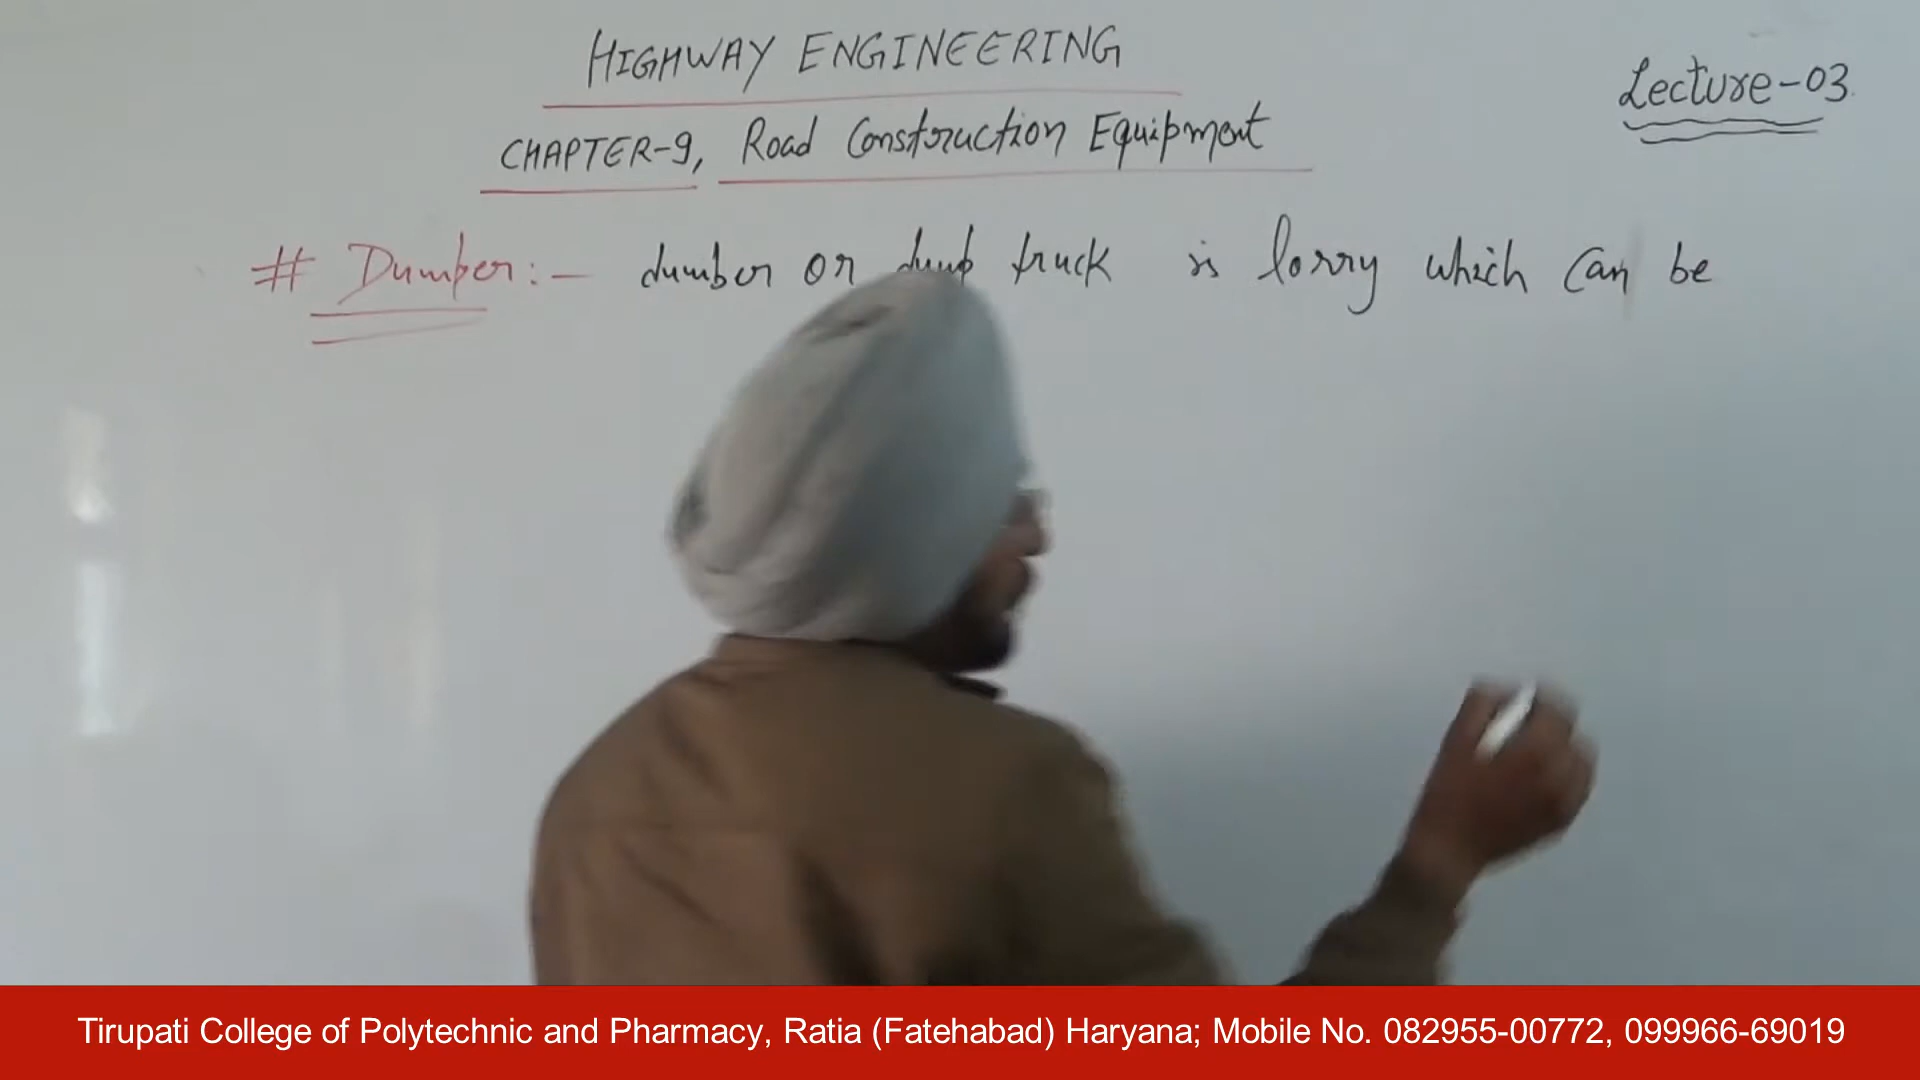 HIGHWAY ENGINEERING
Lecture-03
CHAPTER-9, Road Construction Equipment
# Dumper:- dumber or dump truck is lorry which can be
Tirupati College of Polytechnic and Pharmacy, Ratia (Fatehabad) Haryana; Mobile No. 082955-00772, 099966-69019